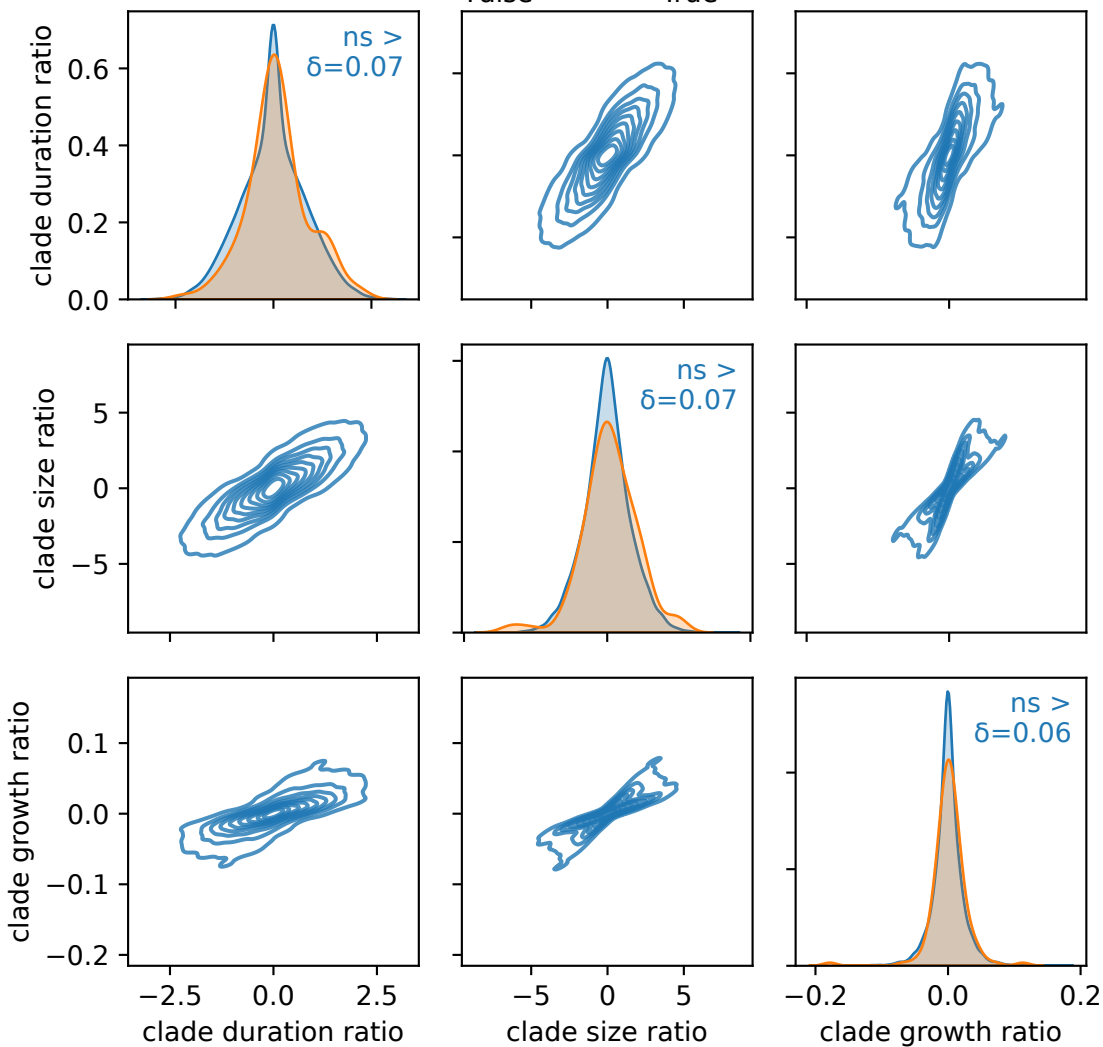 False True
clade duration ratio
0.6
0.4
0.2
0.0
ns >
δ=0.07
clade size ratio
5
0
−5
ns >
δ=0.07
clade growth ratio
0.1
0.0
−0.1
−0.2
ns >
δ=0.06
−2.5 0.0 2.5
−5 0 5
−0.2 0.0 0.2
clade duration ratio
clade size ratio
clade growth ratio